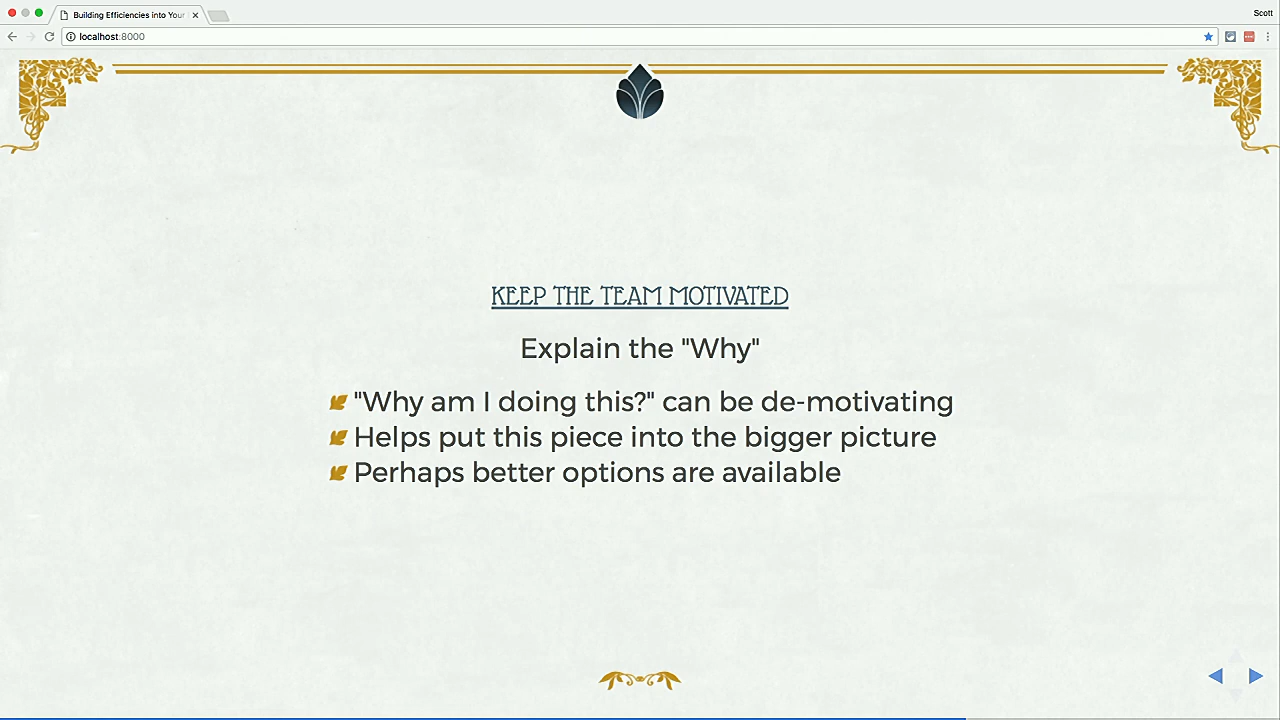 Building Efficiencies into Your
Scott
localhost:8000
KEEP THE TEAM MOTIVATED
Explain the "Why"
"Why am I doing this?" can be de-motivating
Helps put this piece into the bigger picture
Perhaps better options are available